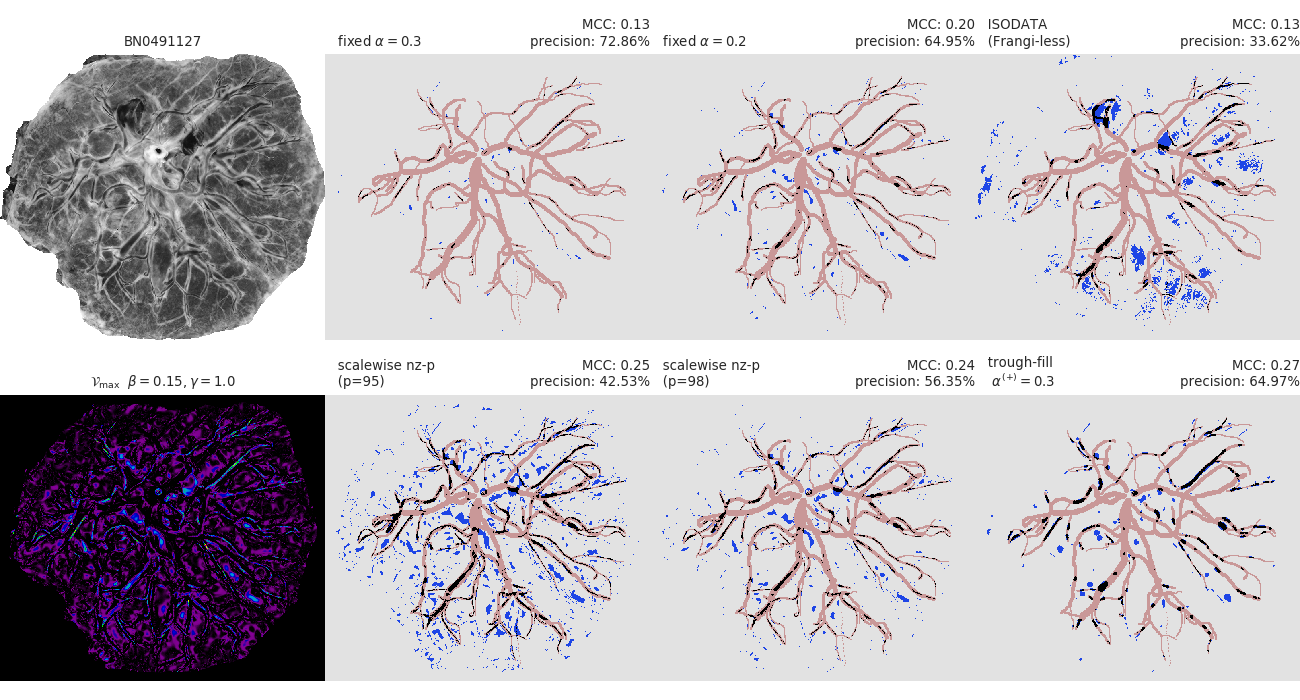 BN0491127
fixed α = 0.3
MCC: 0.13
precision: 72.86%
fixed α = 0.2
MCC: 0.20
precision: 64.95%
ISODATA
(Frangi-less)
MCC: 0.13
precision: 33.62%
𝒱max β = 0.15, γ = 1.0
scalewise nz-p
(p=95)
MCC: 0.25
precision: 42.53%
scalewise nz-p
(p=98)
MCC: 0.24
precision: 56.35%
trough-fill
α(+) = 0.3
MCC: 0.27
precision: 64.97%